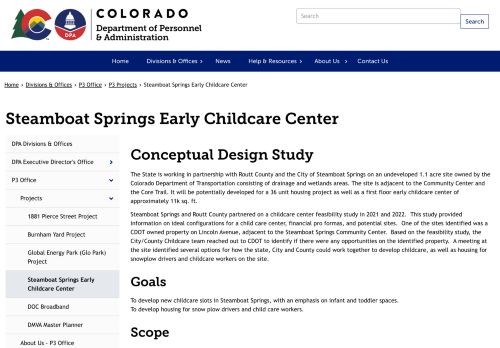 COLORADO
Department of Personnel
& Administration
DPA
Search
Search
Home
Divisions & Offices
News
Help & Resources
About Us
Contact Us
Home › Divisions & Offices › P3 Office › P3 Projects › Steamboat Springs Early Childcare Center
Steamboat Springs Early Childcare Center
DPA Divisions & Offices
DPA Executive Director's Office
P3 Office
Projects
1881 Pierce Street Project
Burnham Yard Project
Global Energy Park (Glo Park)
Project
Steamboat Springs Early
Childcare Center
DOC Broadband
DMVA Master Planner
About Us - P3 Office
Conceptual Design Study
The State is working in partnership with Routt County and the City of Steamboat Springs on an undeveloped 1.1 acre site owned by the
Colorado Department of Transportation consisting of drainage and wetlands areas. The site is adjacent to the Community Center and
the Core Trail. It will be potentially developed for a 36 unit housing project as well as a first floor early childcare center of
approximately 11k sq. ft.
Steamboat Springs and Routt County partnered on a childcare center feasibility study in 2021 and 2022. This study provided
information on ideal configurations for a child care center, financial pro formas, and potential sites. One of the sites identified was a
CDOT owned property on Lincoln Avenue, adjacent to the Steamboat Springs Community Center. Based on the feasibility study, the
City/County Childcare team reached out to CDOT to identify if there were any opportunities on the identified property. A meeting at
the site identified several options for how the state, City and County could work together to develop childcare, as well as housing for
snowplow drivers and childcare workers on the site.
Goals
To develop new childcare slots in Steamboat Springs, with an emphasis on infant and toddler spaces.
To develop housing for snow plow drivers and child care workers.
Scope